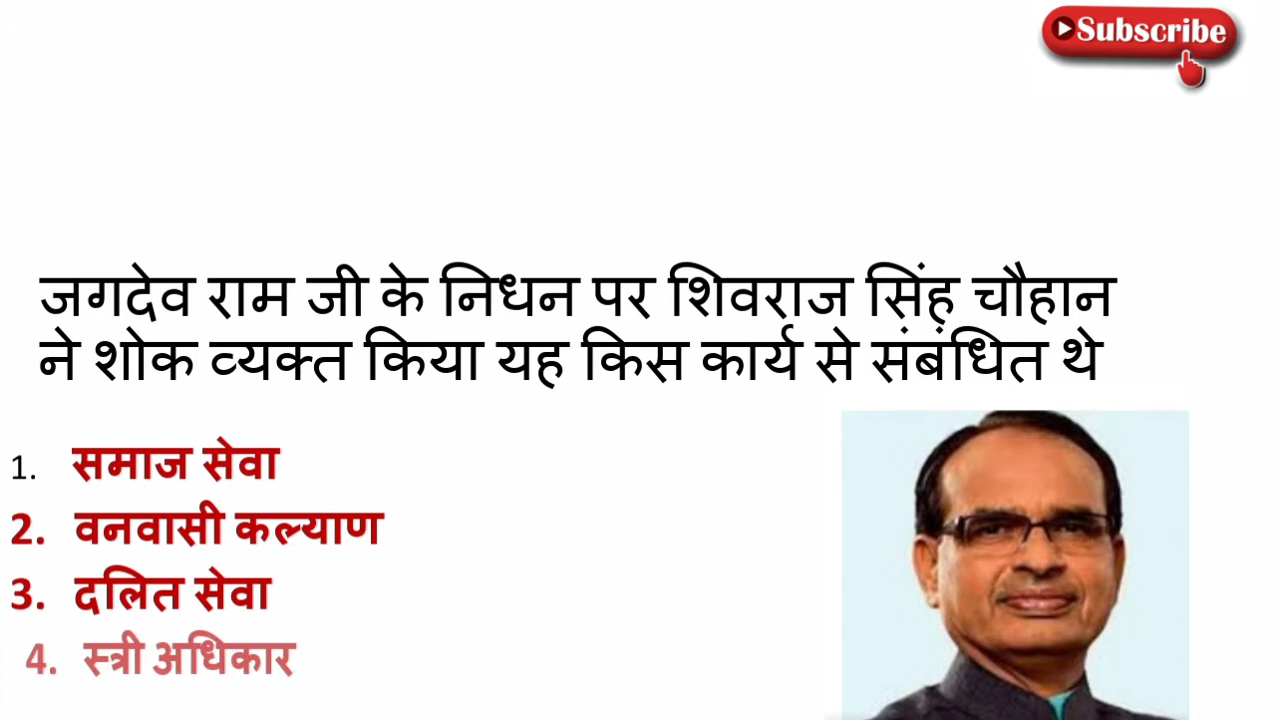 Subscribe
जगदेव राम जी के निधन पर शिवराज सिंह चौहान
ने शोक व्यक्त किया यह किस कार्य से संबंधित थे
1. समाज सेवा
2. वनवासी कल्याण
3. दलित सेवा
4. स्त्री अधिकार